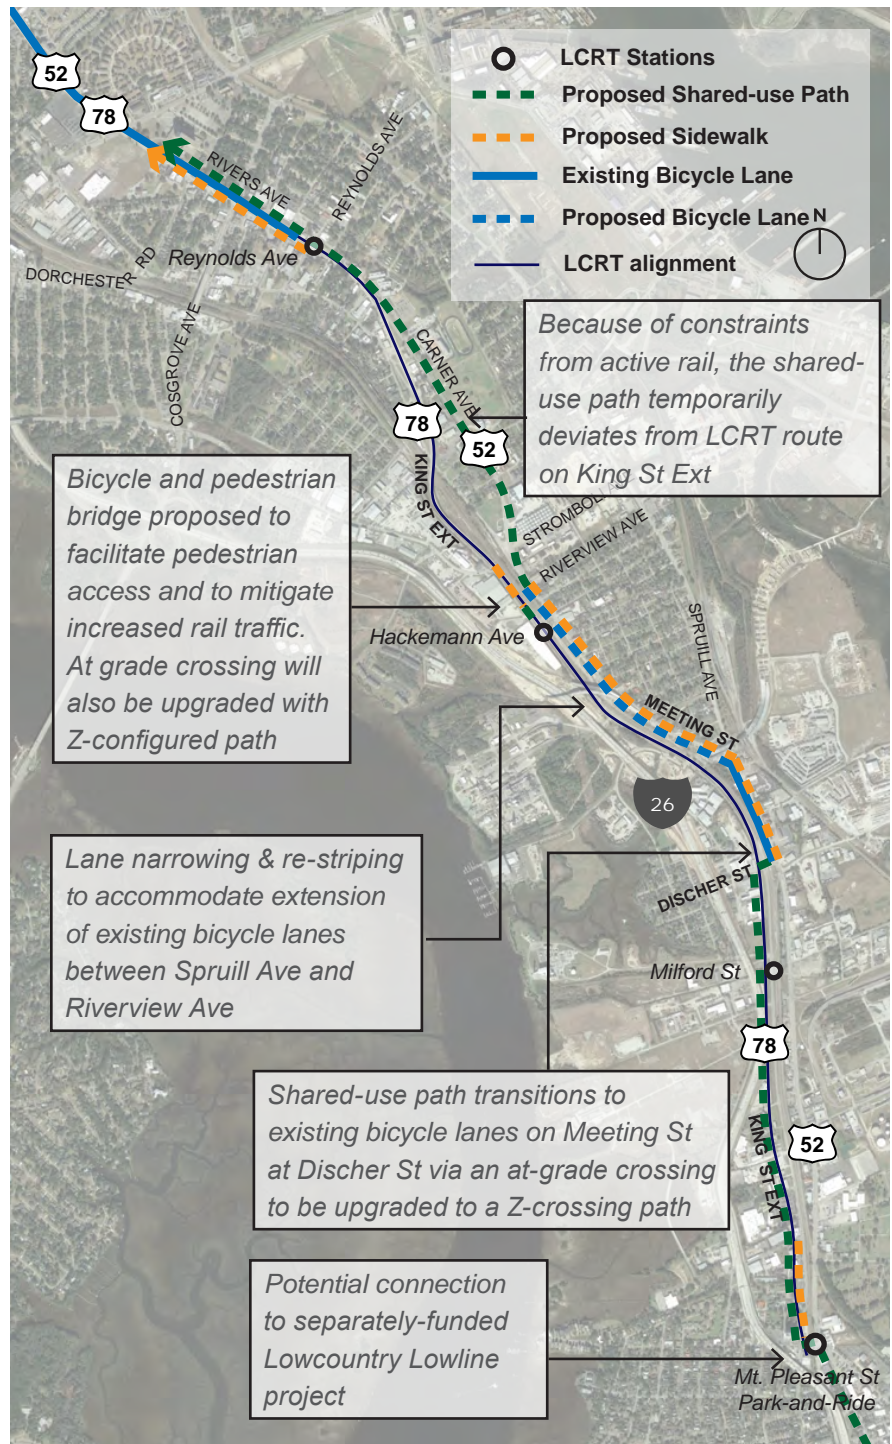 LCRT Stations
Proposed Shared-use Path
Proposed Sidewalk
Existing Bicycle Lane
Proposed Bicycle Lane
N
LCRT alignment
52
78
RIVERS AVE
REYNOLDS AVE
Reynolds Ave
DORCHESTER RD
COSGROVE AVE
CARNER AVE
Because of constraints
from active rail, the shared-
use path temporarily
deviates from LCRT route
on King St Ext
78
52
KING ST EXT
Bicycle and pedestrian
bridge proposed to
facilitate pedestrian
access and to mitigate
increased rail traffic.
At grade crossing will
also be upgraded with
Z-configured path
STROMBOL
RIVERVIEW AVE
Hackemann Ave
SPRUILL AVE
MEETING ST
26
Lane narrowing & re-striping
to accommodate extension
of existing bicycle lanes
between Spruill Ave and
Riverview Ave
DISCHER ST
Milford St
78
Shared-use path transitions to
existing bicycle lanes on Meeting St
at Discher St via an at-grade crossing
to be upgraded to a Z-crossing path
52
KING ST EXT
Potential connection
to separately-funded
Lowcountry Lowline
project
Mt. Pleasant St
Park-and-Ride